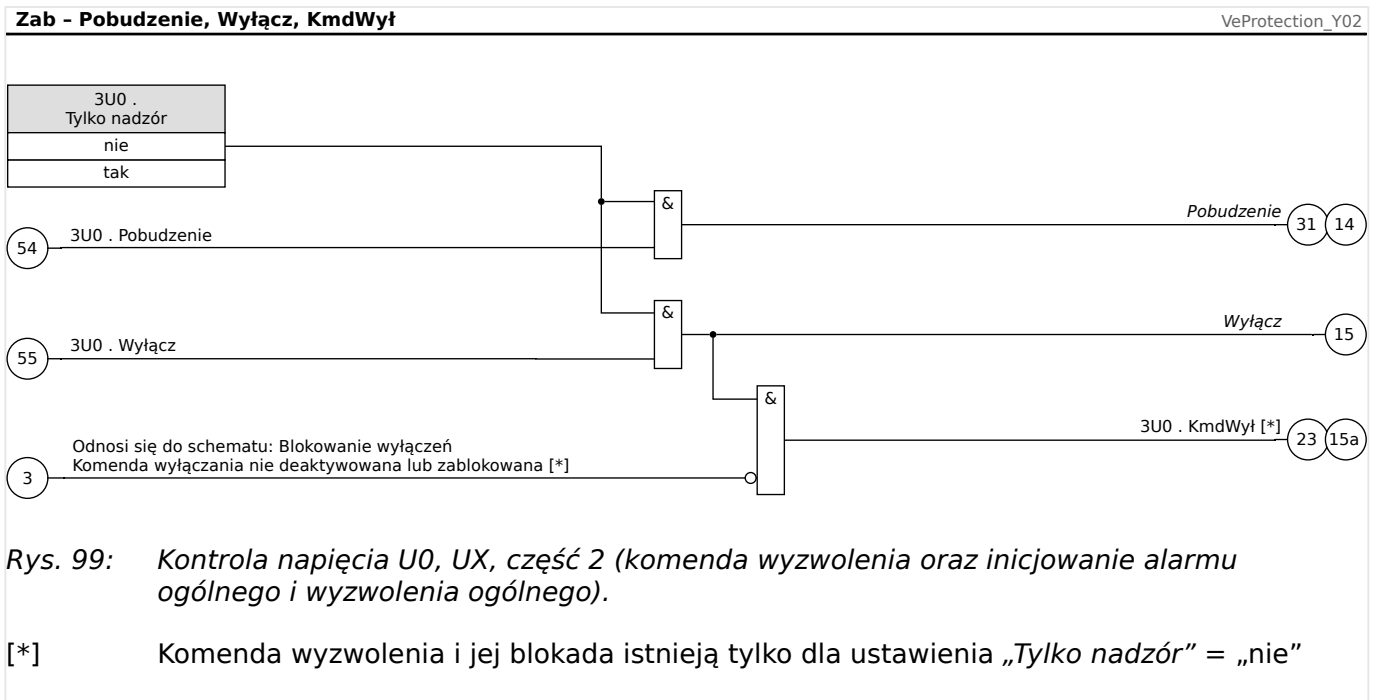 Zab – Pobudzenie, Wyłącz, KmdWył
VeProtection_Y02
3U0 .
Tylko nadzór
nie
tak
&
Pobudzenie
31
14
54
3U0 . Pobudzenie
&
Wyłącz
15
55
3U0 . Wyłącz
&
3U0 . KmdWył [*]
23
15a
Odnosi się do schematu: Blokowanie wyłączeń
Komenda wyłączania nie deaktywowana lub zablokowana [*]
3
Rys. 99: Kontrola napięcia U0, UX, część 2 (komenda wyzwolenia oraz inicjowanie alarmu
ogólnego i wyzwolenia ogólnego).
[*] Komenda wyzwolenia i jej blokada istnieją tylko dla ustawienia „Tylko nadzór” = „nie”